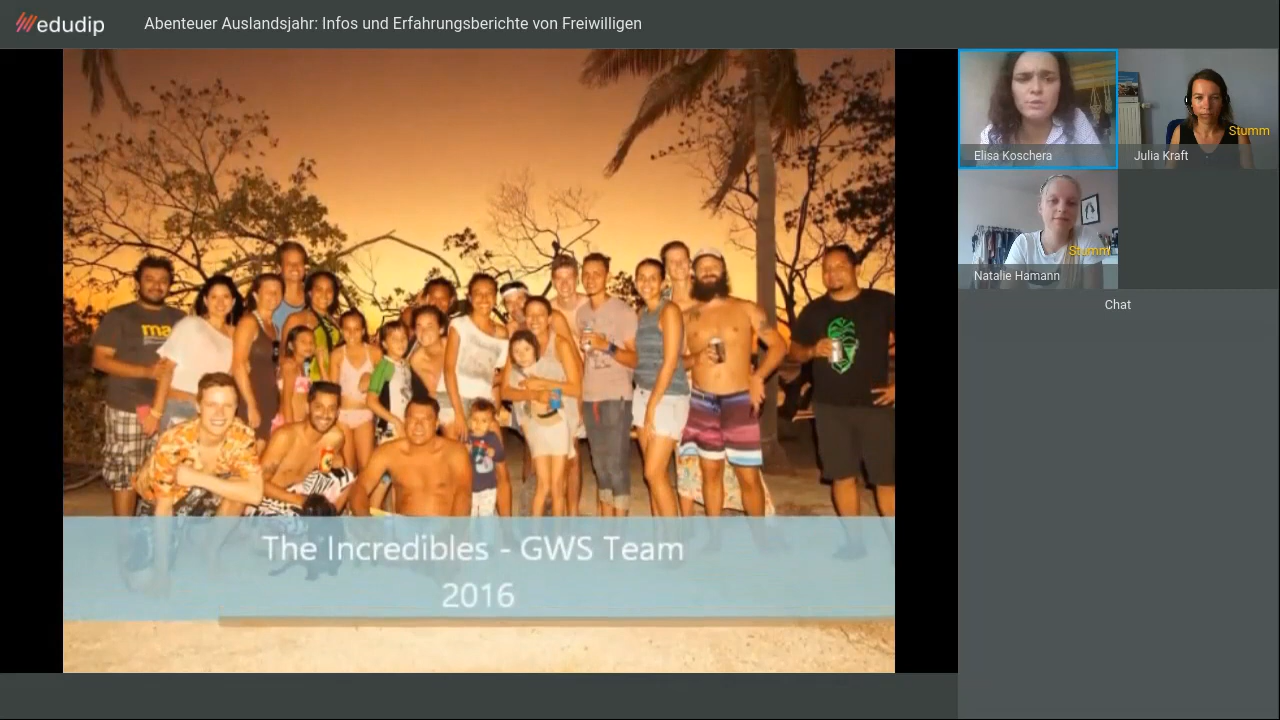 edudip
Abenteuer Auslandsjahr: Infos und Erfahrungsberichte von Freiwilligen
Elisa Koschera
Stumm
Julia Kraft
Stumm
Natalie Hamann
Chat
ma
The Incredibles - GWS Team
2016